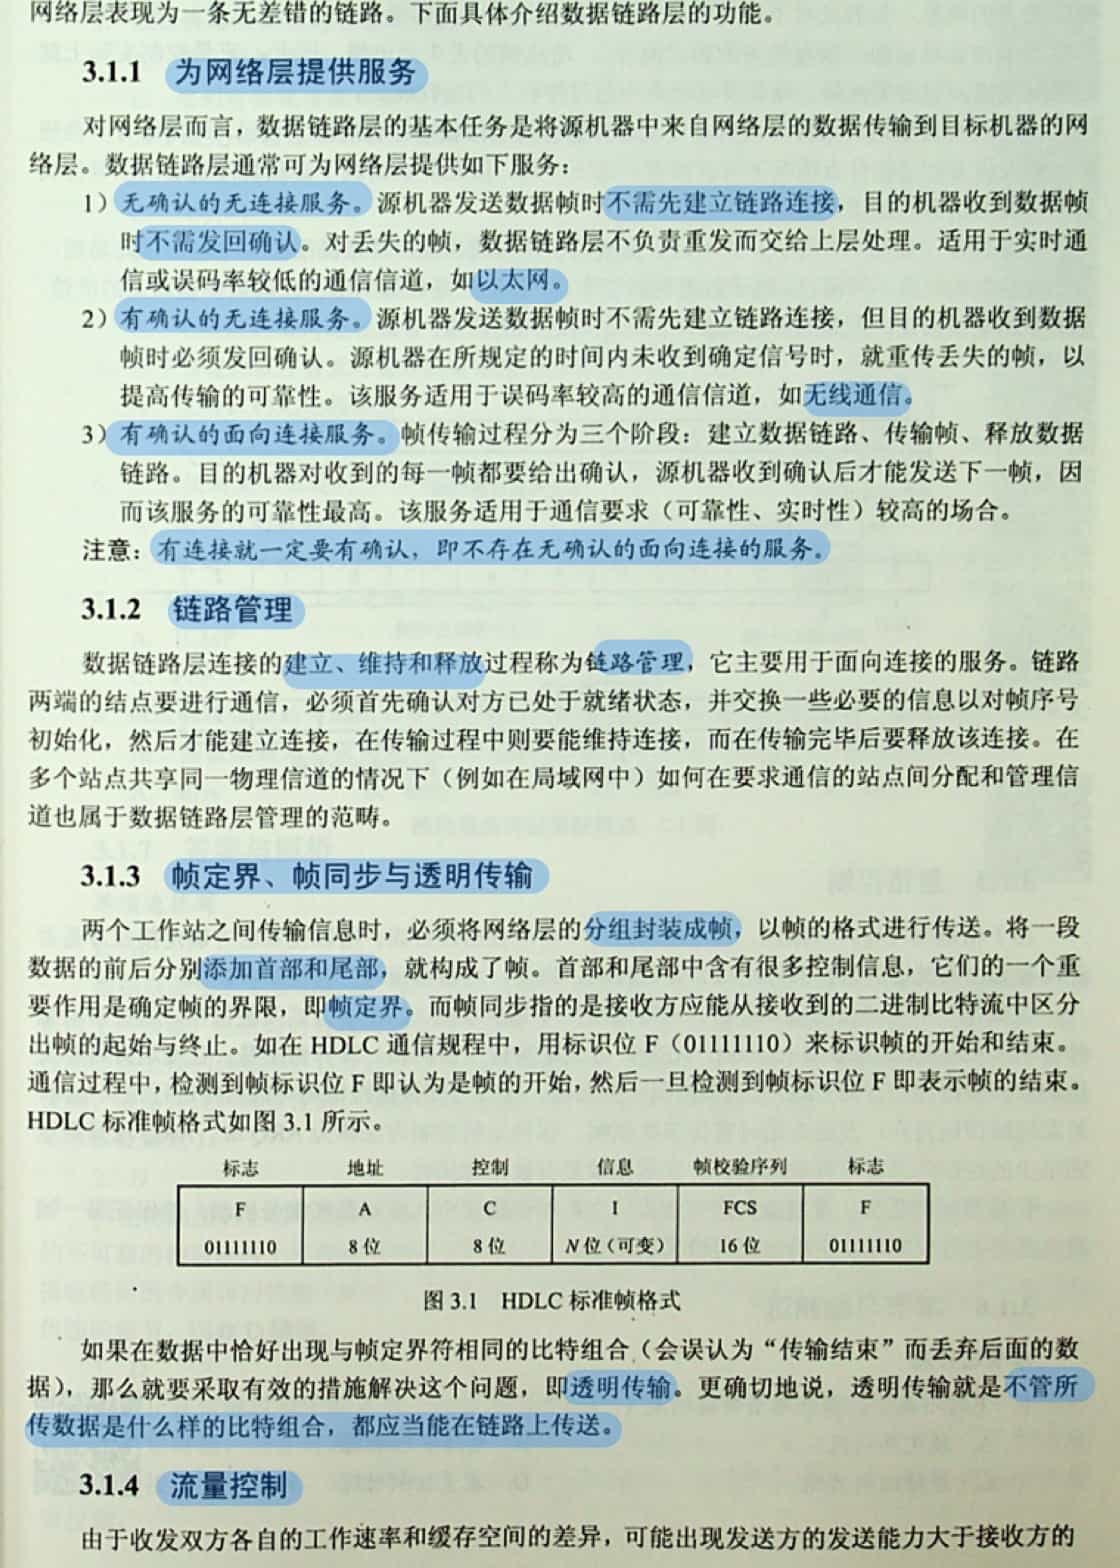 网络层表现为一条无差错的链路。下面具体介绍数据链路层的功能。
3.1.1 为网络层提供服务
对网络层而言，数据链路层的基本任务是将源机器中来自网络层的数据传输到目标机器的网
络层。数据链路层通常可为网络层提供如下服务：
1）无确认的无连接服务。源机器发送数据帧时不需先建立链路连接，目的机器收到数据帧
时不需发回确认。对丢失的帧，数据链路层不负责重发而交给上层处理。适用于实时通
信或误码率较低的通信信道，如以太网。
2）有确认的无连接服务。源机器发送数据帧时不需先建立链路连接，但目的机器收到数据
帧时必须发回确认。源机器在所规定的时间内未收到确定信号时，就重传丢失的帧，以
提高传输的可靠性。该服务适用于误码率较高的通信信道，如无线通信。
3）有确认的面向连接服务。帧传输过程分为三个阶段：建立数据链路、传输帧、释放数据
链路。目的机器对收到的每一帧都要给出确认，源机器收到确认后才能发送下一帧，因
而该服务的可靠性最高。该服务适用于通信要求（可靠性、实时性）较高的场合。
注意：有连接就一定要有确认，即不存在无确认的面向连接的服务。
3.1.2 链路管理
数据链路层连接的建立、维持和释放过程称为链路管理，它主要用于面向连接的服务。链路
两端的结点要进行通信，必须首先确认对方已处于就绪状态，并交换一些必要的信息以对帧序号
初始化，然后才能建立连接，在传输过程中则要能维持连接，而在传输完毕后要释放该连接。在
多个站点共享同一物理信道的情况下（例如在局域网中）如何在要求通信的站点间分配和管理信
道也属于数据链路层管理的范畴。
3.1.3 帧定界、帧同步与透明传输
两个工作站之间传输信息时，必须将网络层的分组封装成帧，以帧的格式进行传送。将一段
数据的前后分别添加首部和尾部，就构成了帧。首部和尾部中含有很多控制信息，它们的一个重
要作用是确定帧的界限，即帧定界。而帧同步指的是接收方应能从接收到的二进制比特流中区分
出帧的起始与终止。如在 HDLC 通信规程中，用标识位 F（01111110）来标识帧的开始和结束。
通信过程中，检测到帧标识位 F 即认为是帧的开始，然后一旦检测到帧标识位 F 即表示帧的结束。
HDLC 标准帧格式如图 3.1 所示。
标志 地址 控制 信息 帧校验序列 标志
F A C I FCS F
01111110 8 位 8 位 N 位（可变） 16 位 01111110
图 3.1 HDLC 标准帧格式
如果在数据中恰好出现与帧定界符相同的比特组合（会误认为“传输结束”而丢弃后面的数
据），那么就要采取有效的措施解决这个问题，即透明传输。更确切地说，透明传输就是不管所
传数据是什么样的比特组合，都应当能在链路上传送。
3.1.4 流量控制
由于收发双方各自的工作速率和缓存空间的差异，可能出现发送方的发送能力大于接收方的